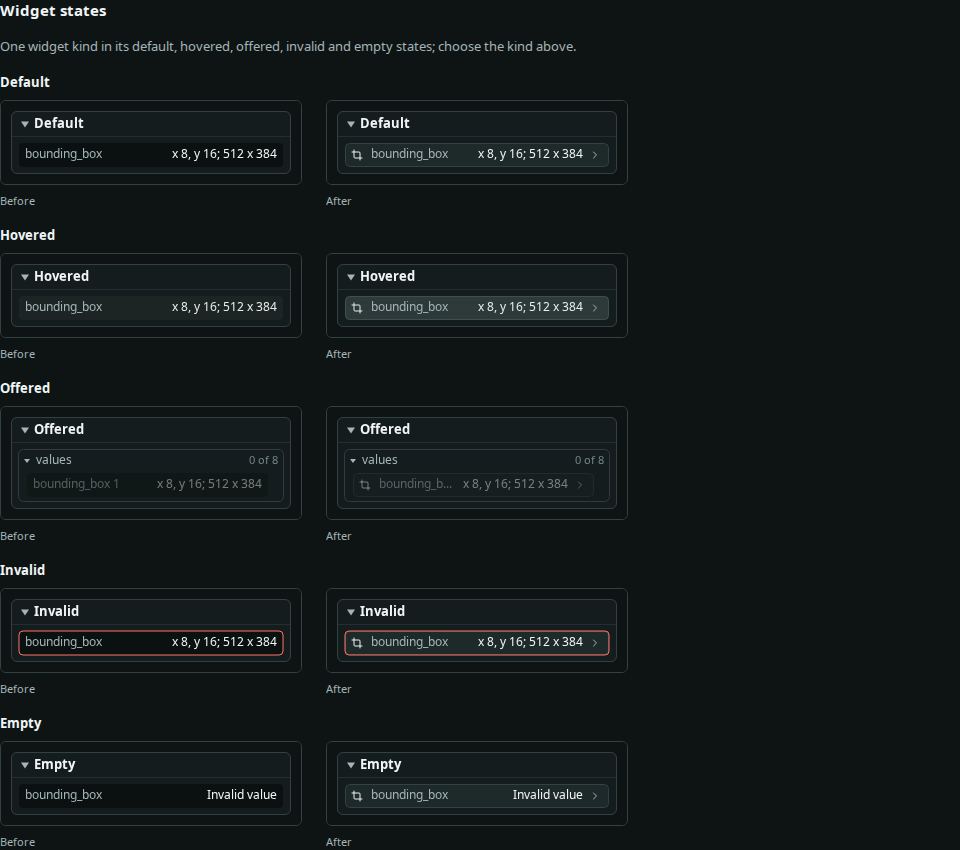 Widget states
One widget kind in its default, hovered, offered, invalid and empty states; choose the kind above.
Default
Default
bounding_box x 8, y 16; 512 x 384
Before
Default
bounding_box x 8, y 16; 512 x 384
After
Hovered
Hovered
bounding_box x 8, y 16; 512 x 384
Before
Hovered
bounding_box x 8, y 16; 512 x 384
After
Offered
Offered
values 0 of 8
bounding_box 1 x 8, y 16; 512 x 384
Before
Offered
values 0 of 8
bounding_b... x 8, y 16; 512 x 384
After
Invalid
Invalid
bounding_box x 8, y 16; 512 x 384
Before
Invalid
bounding_box x 8, y 16; 512 x 384
After
Empty
Empty
bounding_box Invalid value
Before
Empty
bounding_box Invalid value
After